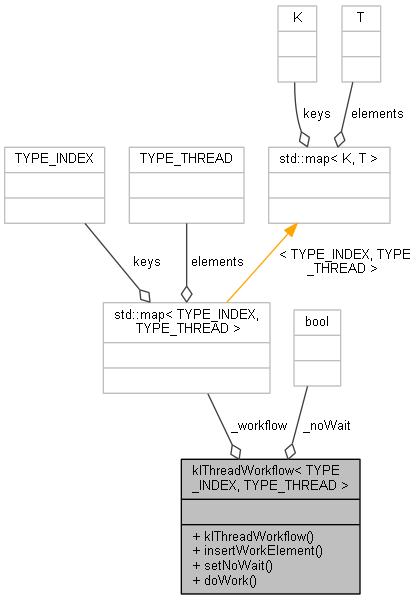 K
T
keys
elements
TYPE_INDEX
TYPE_THREAD
std::map< K, T >
keys
elements
< TYPE_INDEX, TYPE
_THREAD >
std::map< TYPE_INDEX,
TYPE_THREAD >
bool
_workflow
_noWait
klThreadWorkflow< TYPE
_INDEX, TYPE_THREAD >
+ klThreadWorkflow()
+ insertWorkElement()
+ setNoWait()
+ doWork()